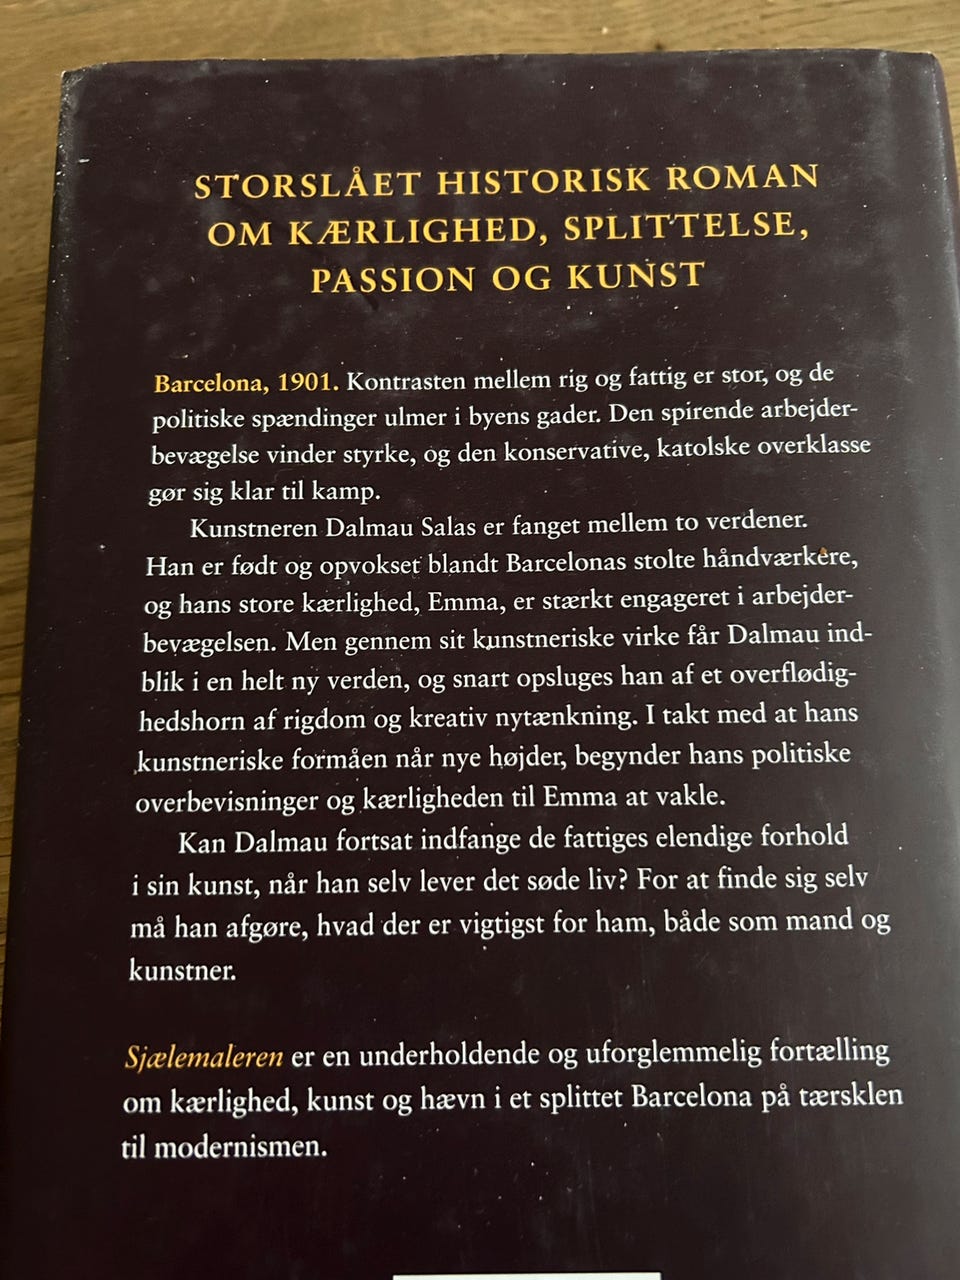 STORSLÅET HISTORISK ROMAN
OM KÆRLIGHED, SPLITTELSE,
PASSION OG KUNST
Barcelona, 1901. Kontrasten mellem rig og fattig er stor, og de
politiske spændinger ulmer i byens gader. Den spirende arbejder-
bevægelse vinder styrke, og den konservative, katolske overklasse
gør sig klar til kamp.
Kunstneren Dalmau Salas er fanget mellem to verdener.
Han er født og opvokset blandt Barcelonas stolte håndværkere,
og hans store kærlighed, Emma, er stærkt engageret i arbejder-
bevægelsen. Men gennem sit kunstneriske virke får Dalmau ind-
blik i en helt ny verden, og snart opsluges han af et overflødig-
hedshorn af rigdom og kreativ nytænkning. I takt med at hans
kunstneriske formåen når nye højder, begynder hans politiske
overbevisninger og kærligheden til Emma at vakle.
Kan Dalmau fortsat indfange de fattiges elendige forhold
i sin kunst, når han selv lever det søde liv? For at finde sig selv
må han afgøre, hvad der er vigtigst for ham, både som mand og
kunstner.
Sjælemaleren er en underholdende og uforglemmelig fortælling
om kærlighed, kunst og hævn i et splittet Barcelona på tærsklen
til modernismen.